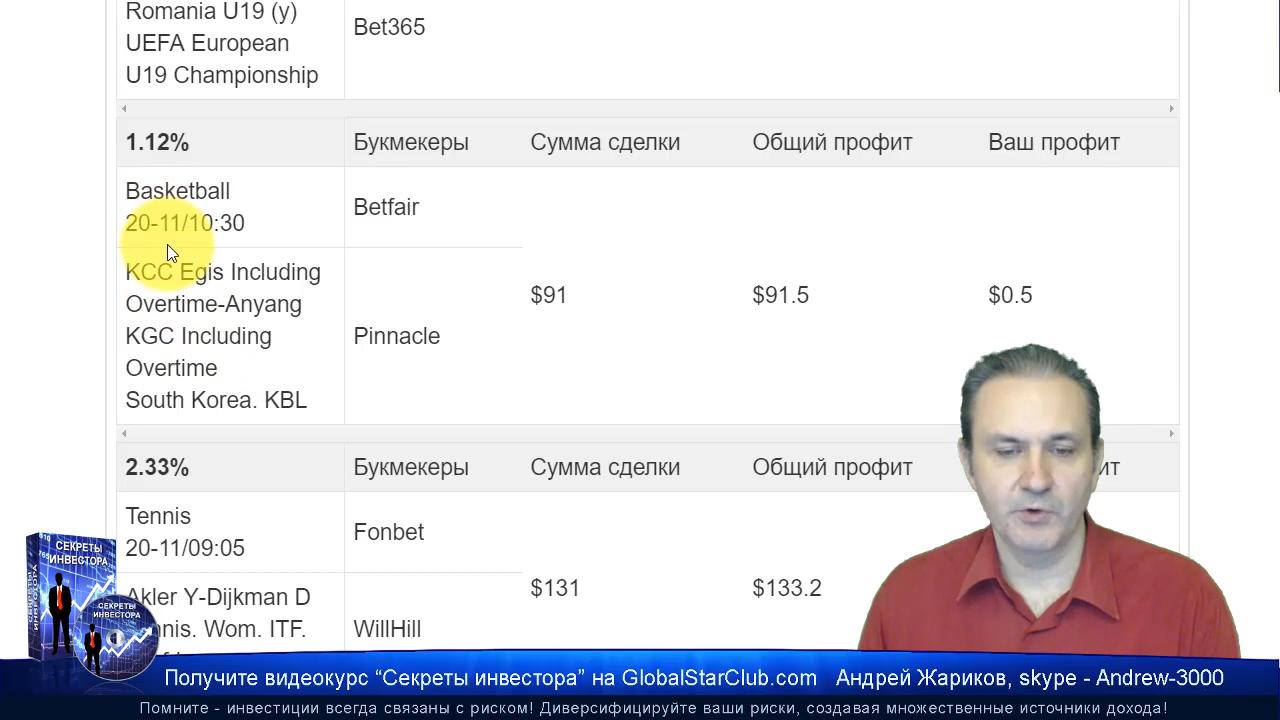 Romania U19 (y)
UEFA European
U19 Championship
Bet365
1.12%
Букмекеры
Сумма сделки
Общий профит
Ваш профит
Basketball
20-11/10:30
Betfair
KCC Egis Including
Overtime-Anyang
KGC Including
Overtime
South Korea. KBL
Pinnacle
$91
$91.5
$0.5
2.33%
Букмекеры
Сумма сделки
Общий профит
ит
Tennis
20-11/09:05
Fonbet
Akler Y-Dijkman D
nnis. Wom. ITF.
WillHill
$131
$133.2
СЕКРЕТЫ
ИНВЕСТОРА
СЕКРЕТЫ ИНВЕСТОРА
СЕКРЕТЫ
ИНВЕСТОРА
Получите видеокурс “Секреты инвестора” на GlobalStarClub.com Андрей Жариков, skype - Andrew-3000
Помните - инвестиции всегда связаны с риском! Диверсифицируйте ваши риски, создавая множественные источники дохода!